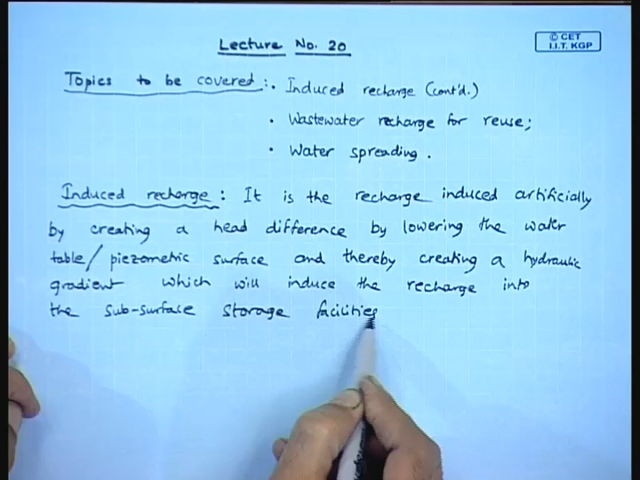 Lecture No. 20
© CET
I.I.T. KGP
Topics to be covered : • Induced recharge (cont'd.)
• Wastewater recharge for reuse;
• Water spreading.
Induced recharge : It is the recharge induced artificially
by creating a head difference by lowering the water
table/piezometric surface and thereby creating a hydraulic
gradient which will induce the recharge into
the sub-surface storage facilities